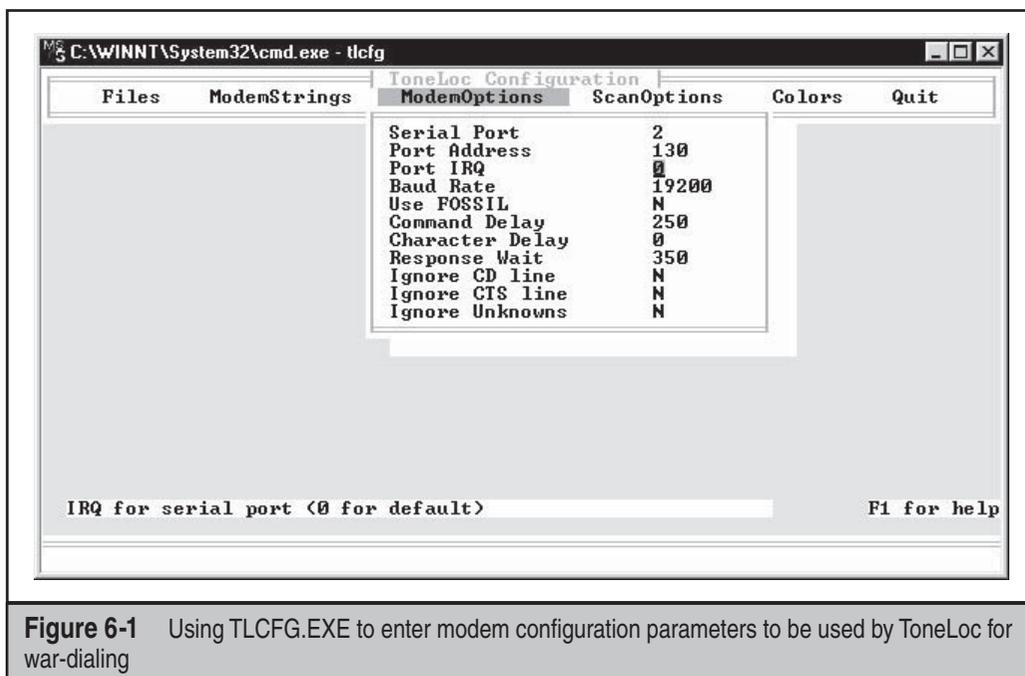 MS C:\WINNT\System32\cmd.exe - tlcfg
ToneLoc Configuration
Files ModemStrings ModemOptions ScanOptions Colors Quit
Serial Port 2
Port Address 130
Port IRQ 0
Baud Rate 19200
Use FOSSIL N
Command Delay 250
Character Delay 0
Response Wait 350
Ignore CD line N
Ignore CTS line N
Ignore Unknowns N
IRQ for serial port (0 for default) F1 for help
Figure 6-1 Using TLCFG.EXE to enter modem configuration parameters to be used by ToneLoc for
war-dialing